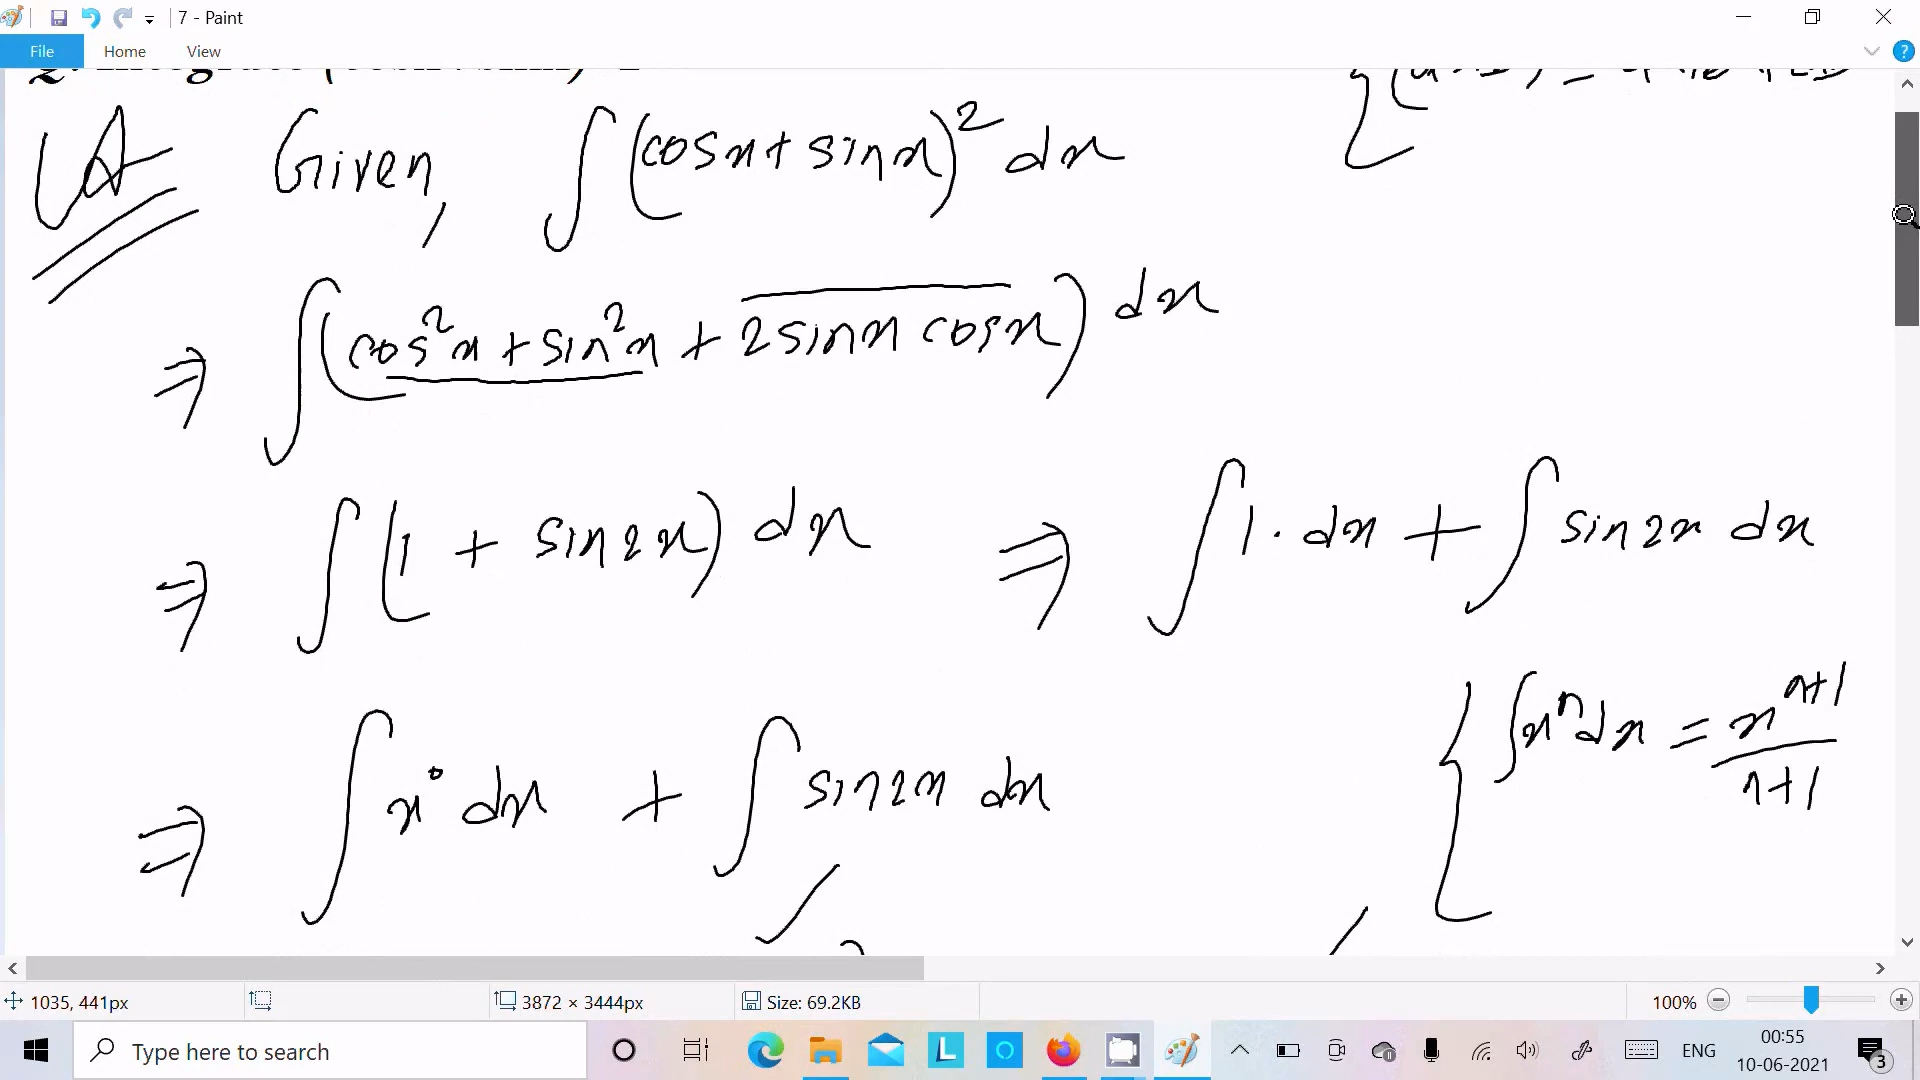 7 - Paint
File Home View
Given, ∫(cosx+sinx)² dx
⇒ ∫(cos²x + sin²x + 2sinx cosx) dx
⇒ ∫(1 + sin2x) dx ⇒ ∫1. dx + ∫ sin2x dx
⇒ ∫x° dx + ∫ sin2x dx
{∫xⁿdx = xⁿ⁺¹/n+1
1035, 441px 3872 × 3444px Size: 69.2KB 100%
Type here to search
ENG
00:55
10-06-2021
3